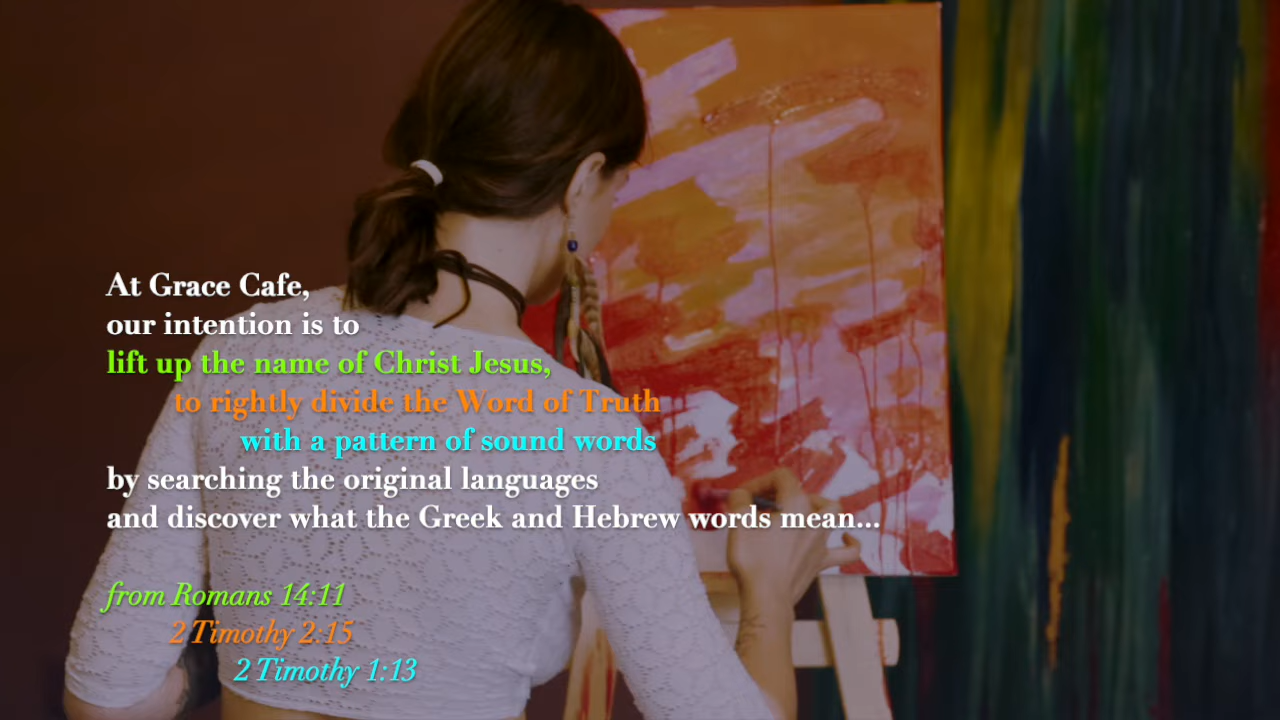 At Grace Cafe,
our intention is to
lift up the name of Christ Jesus,
to rightly divide the Word of Truth
with a pattern of sound words
by searching the original languages
and discover what the Greek and Hebrew words mean...
from Romans 14:11
2 Timothy 2:15
2 Timothy 1:13